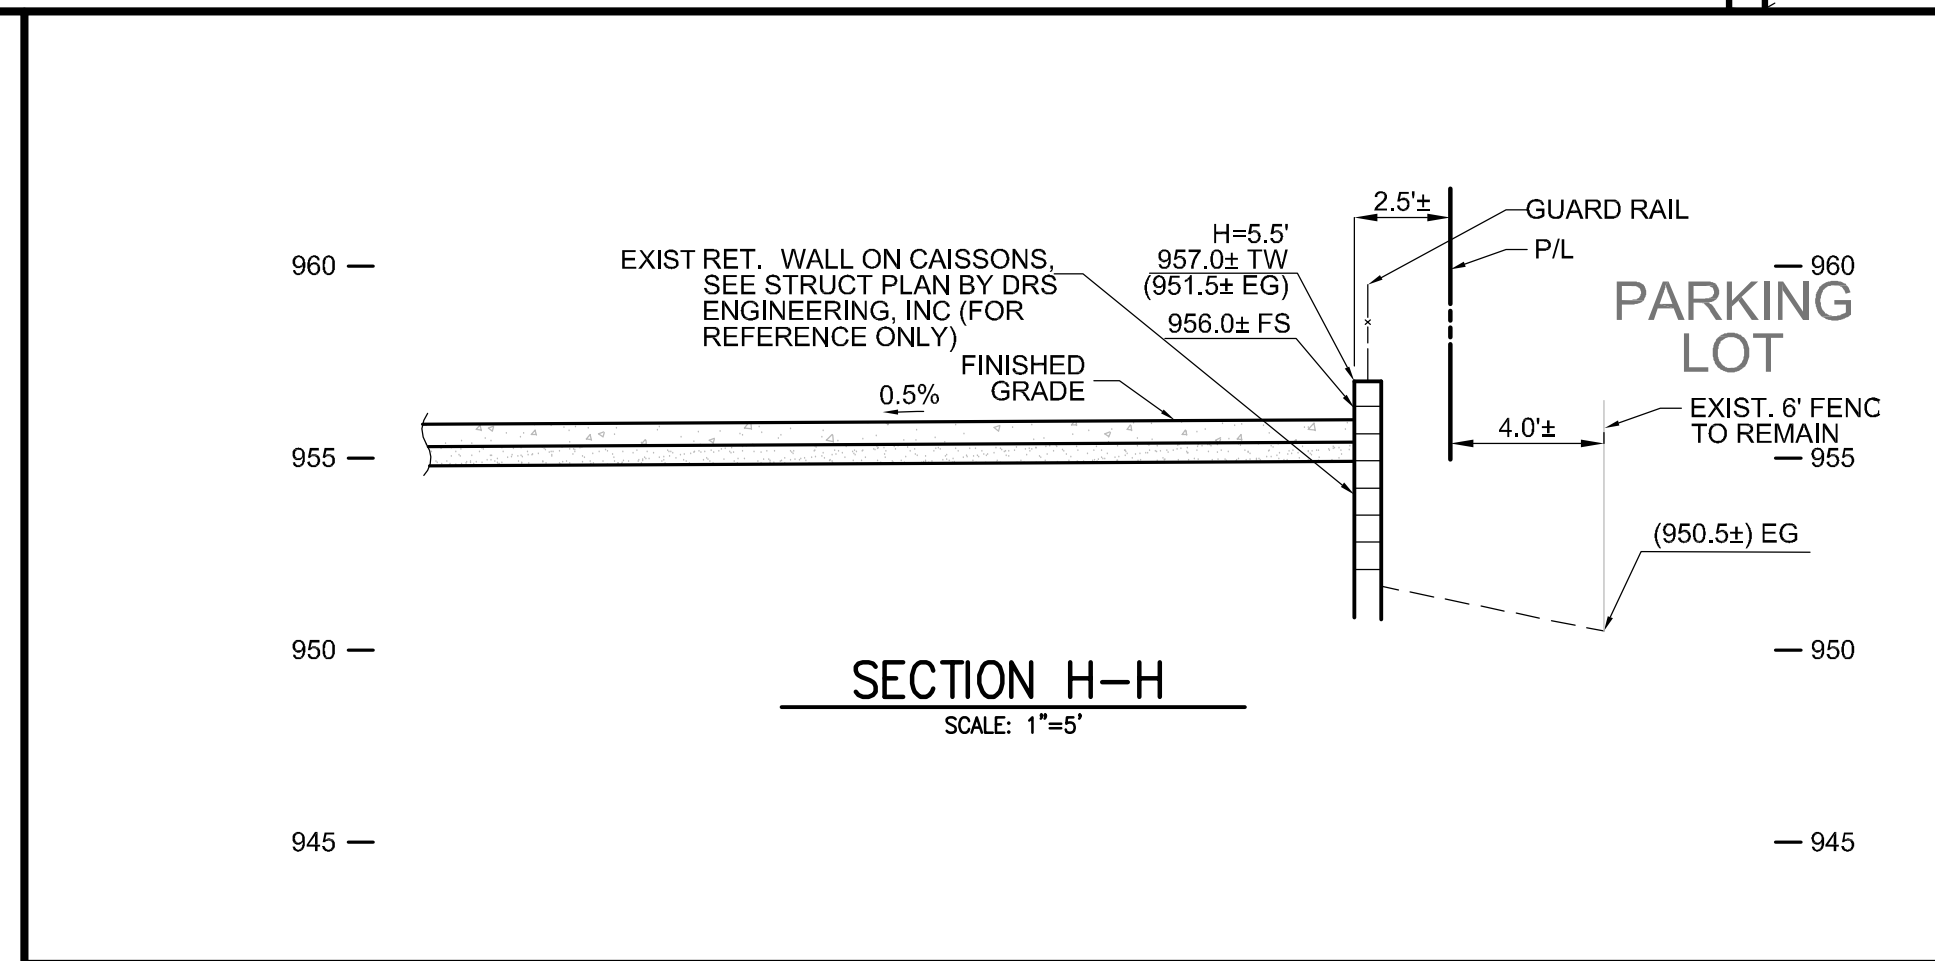 2.5'±
GUARD RAIL
P/L
H=5.5'
957.0± TW
(951.5± EG)
956.0± FS
EXIST RET. WALL ON CAISSONS,
SEE STRUCT PLAN BY DRS
ENGINEERING, INC (FOR
REFERENCE ONLY)
FINISHED
GRADE
0.5%
960
955
950
945
960
PARKING
LOT
EXIST. 6' FENC
TO REMAIN
4.0'±
955
(950.5±) EG
950
945
SECTION H-H
SCALE: 1"=5'